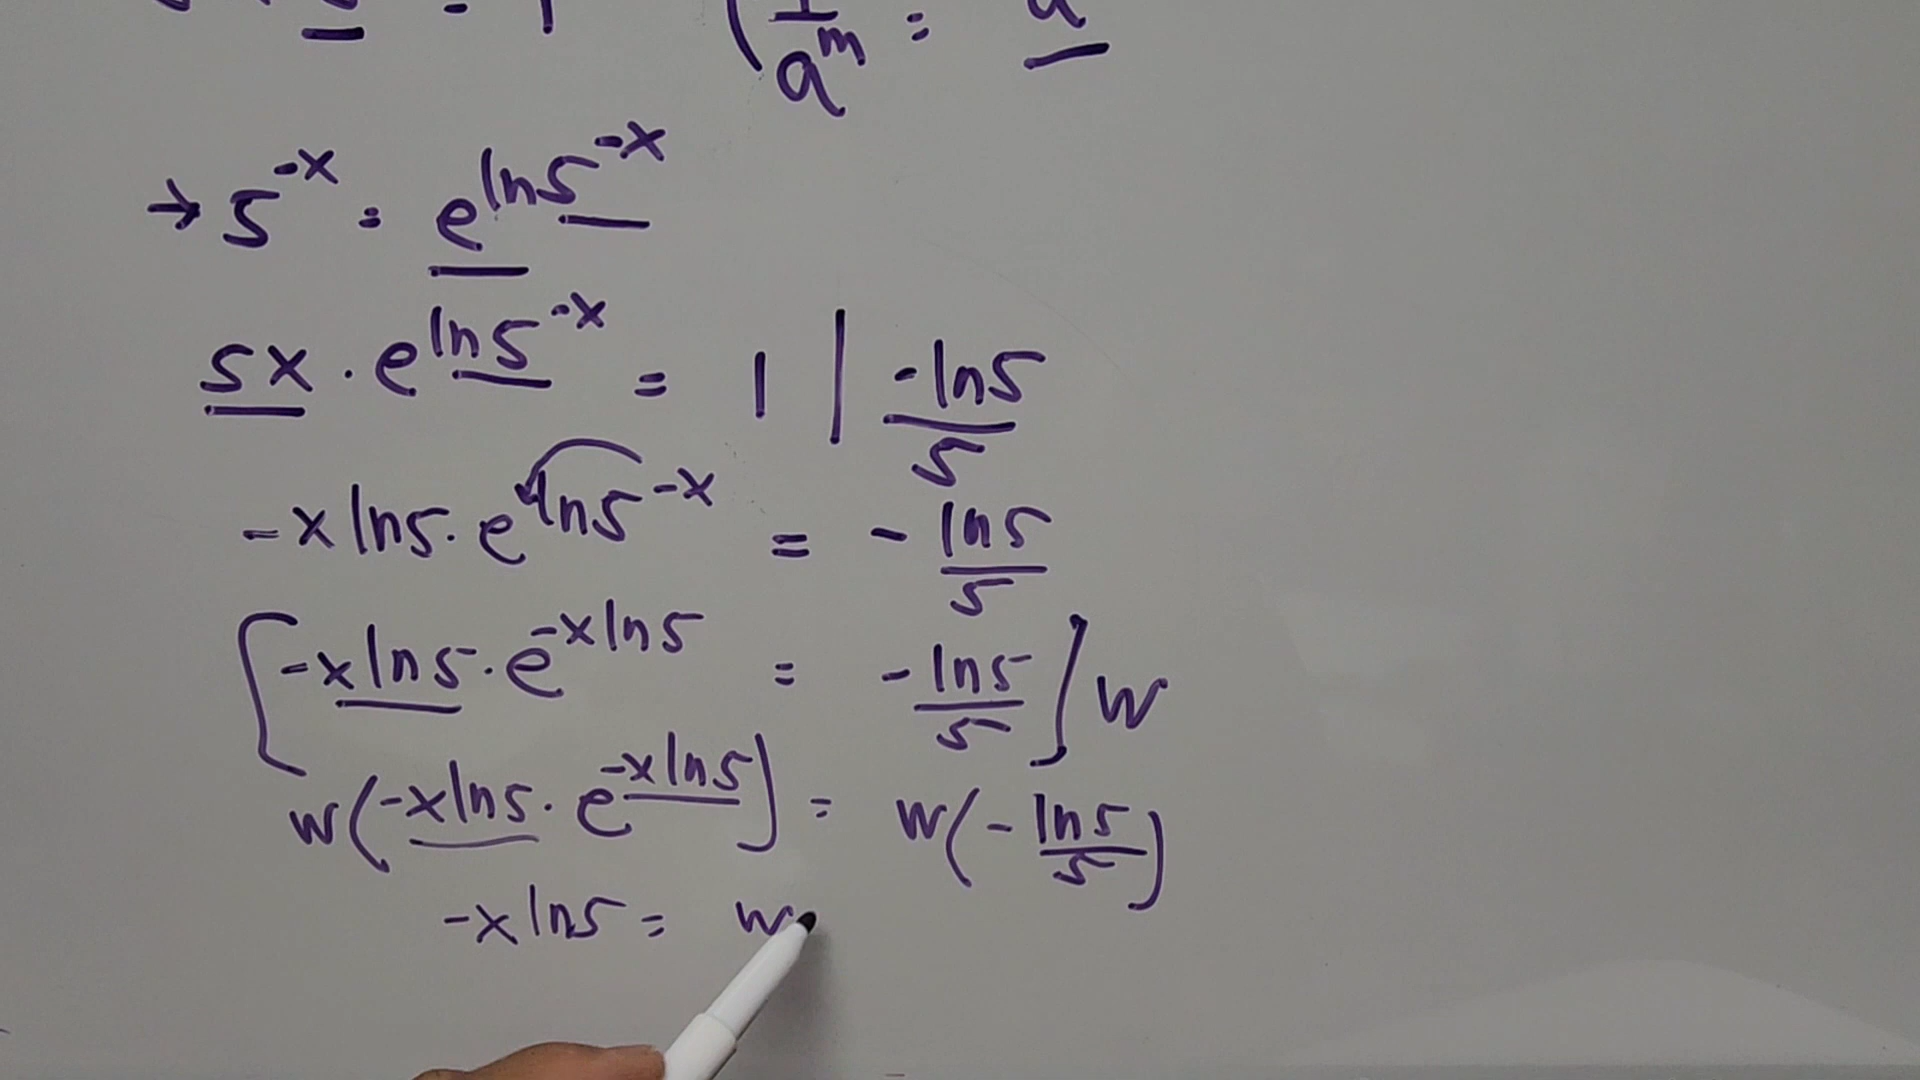 a^m =
→ 5^{-x} = e^{ln5^{-x}}
5x · e^{ln5^{-x}} = 1 | -ln5/5
-x ln5 · e^{ln5^{-x}} = - ln5/5
[-x ln5 · e^{-x ln5} = - ln5/5] W
W(-x ln5 · e^{-x ln5}) = W(- ln5/5)
-x ln5 = W